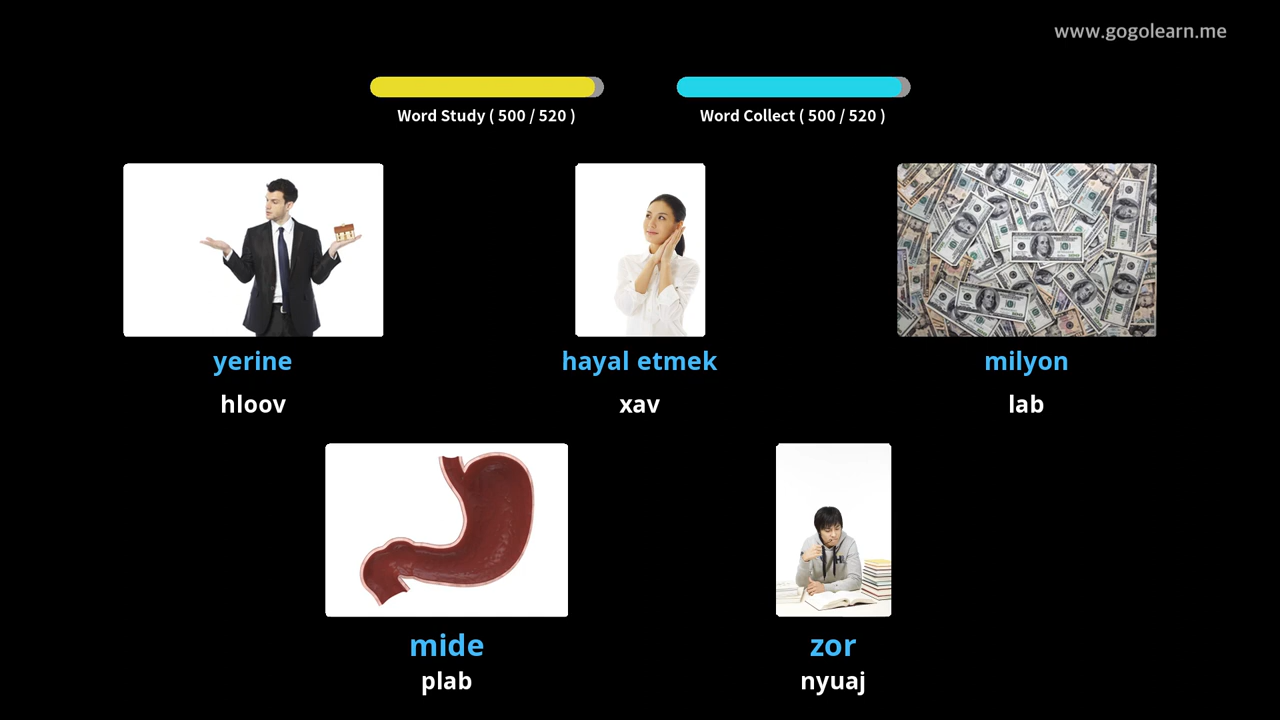 www.gogolearn.me
Word Study ( 500 / 520 )
Word Collect ( 500 / 520 )
yerine
hloov
hayal etmek
xav
milyon
lab
mide
plab
zor
nyuaj